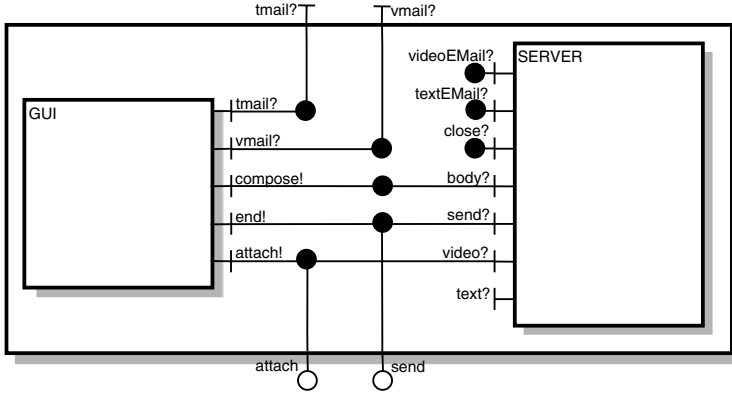 tmail?
vmail?
videoEMail?
SERVER
textEMail?
GUI
tmail?
close?
vmail?
compose!
body?
end!
send?
attach!
video?
text?
attach
send